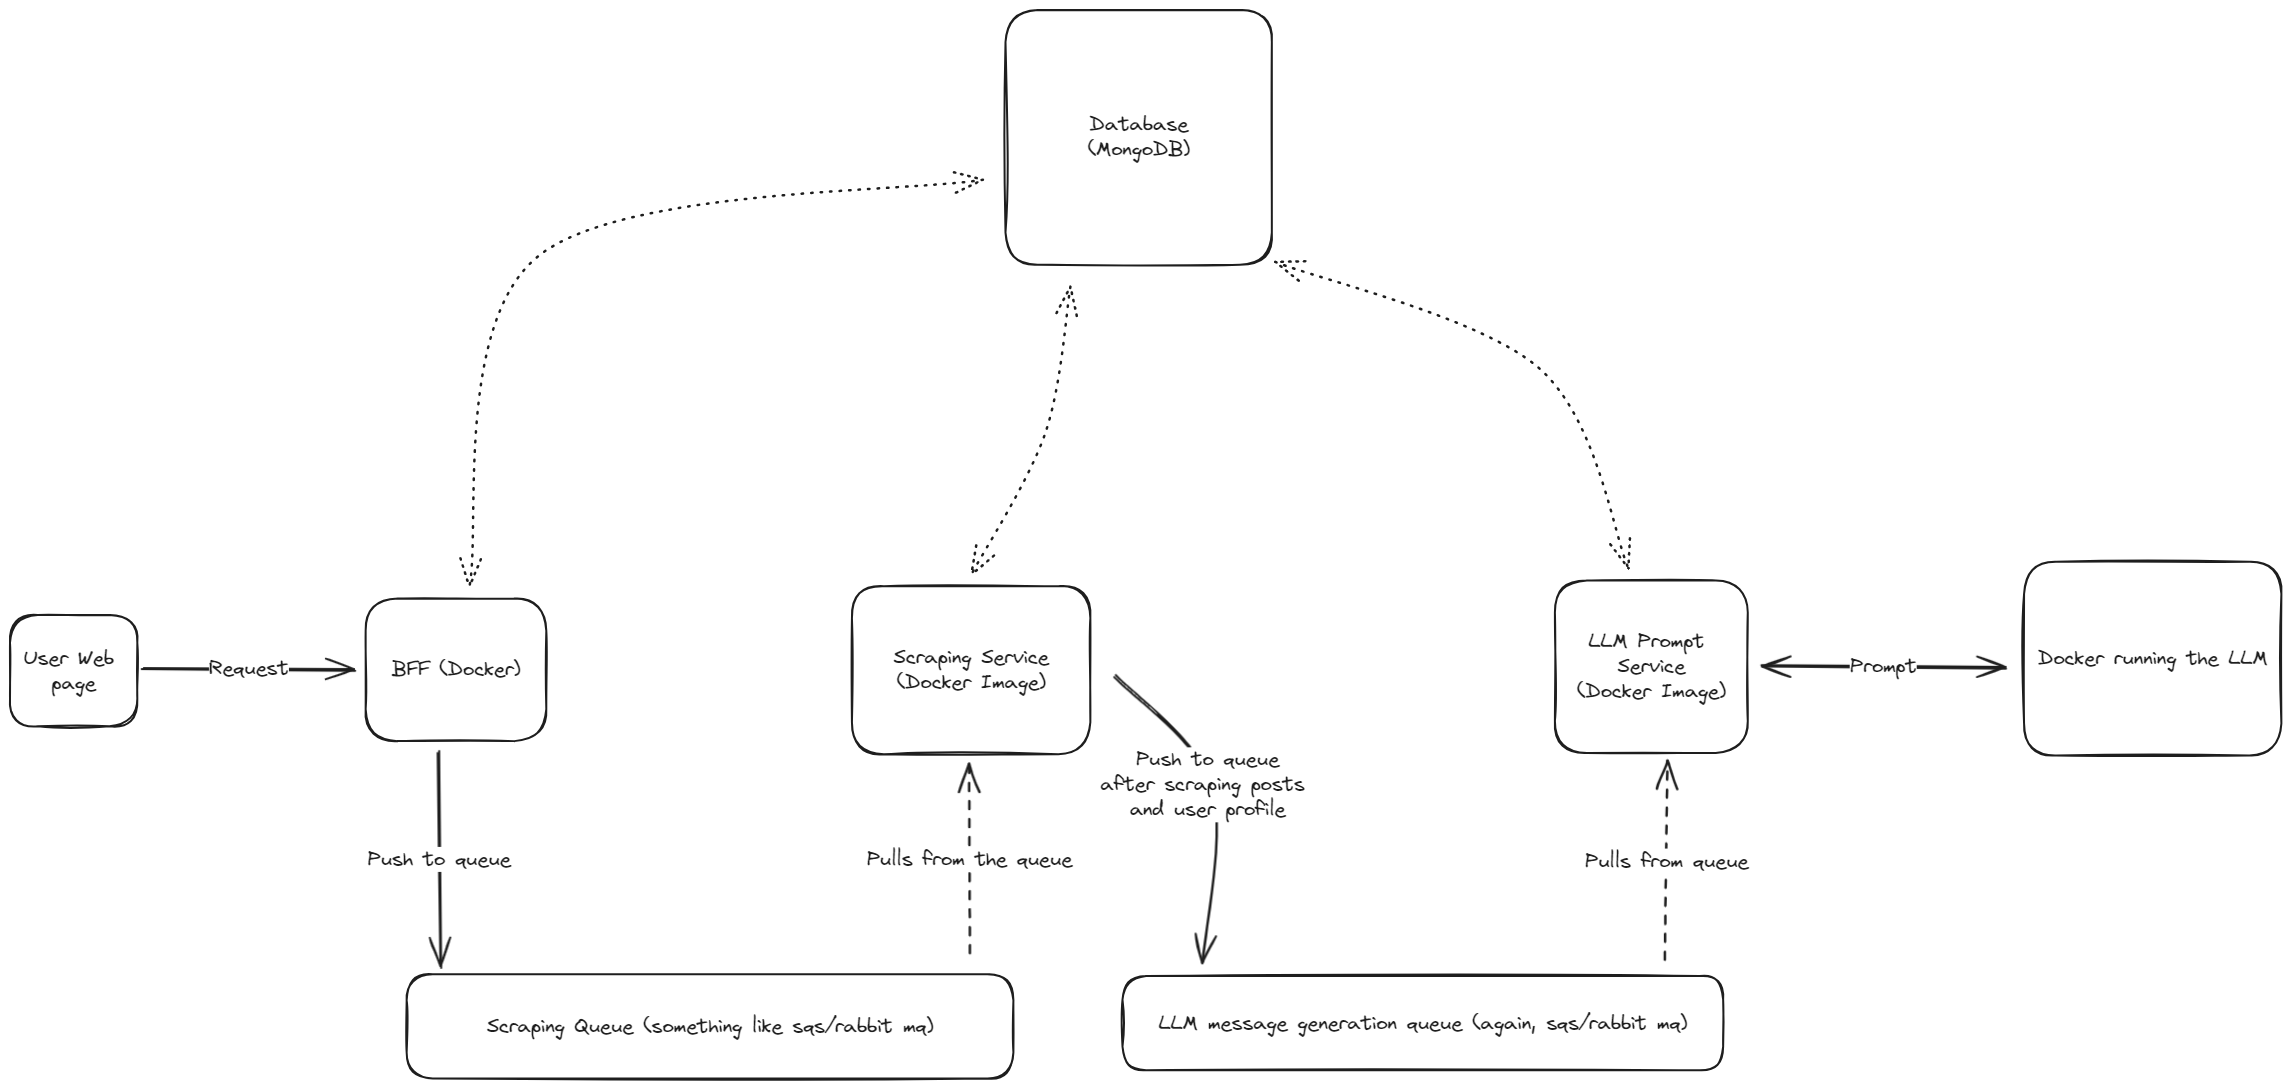 Database
(MongoDB)
User Web
page
Request
BFF (Docker)
Scraping Service
(Docker Image)
LLM Prompt
Service
(Docker Image)
Prompt
Docker running the LLM
Push to queue
after scraping posts
and user profile
Push to queue
Pulls from the queue
Pulls from queue
Scraping Queue (something like sqs/rabbit mq)
LLM message generation queue (again, sqs/rabbit mq)